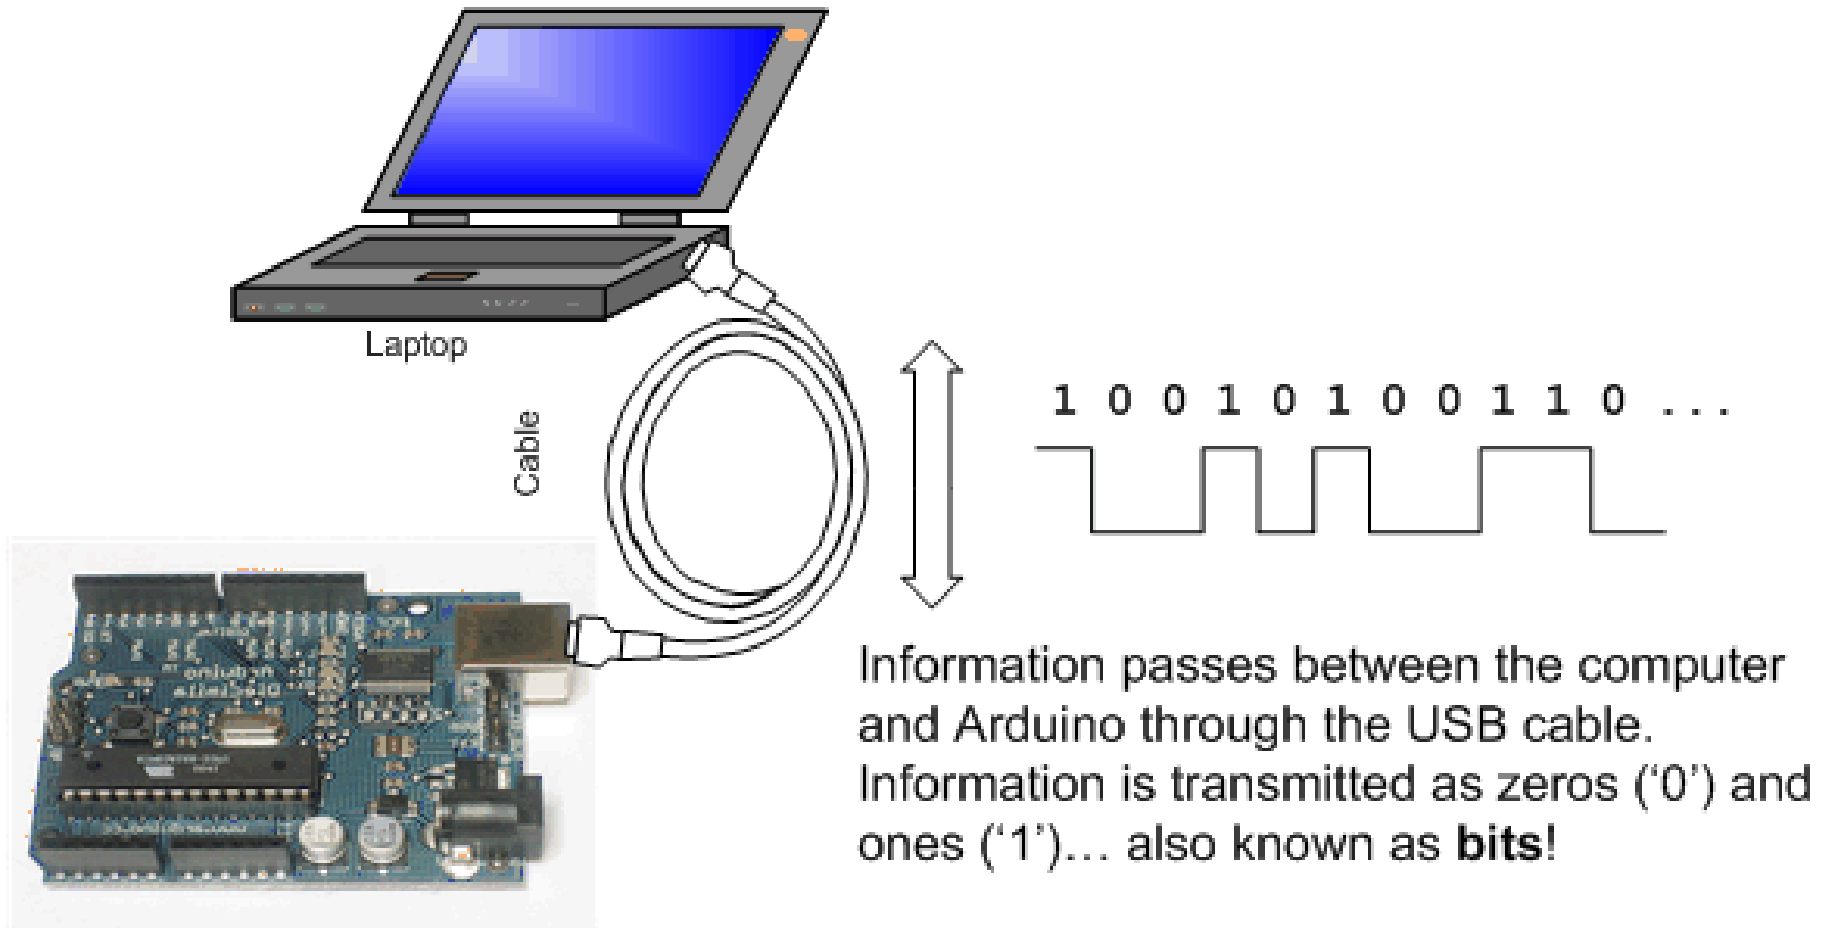 Laptop
Cable
1 0 0 1 0 1 0 0 1 1 0 ...
Information passes between the computer
and Arduino through the USB cable.
Information is transmitted as zeros (‘0’) and
ones (‘1’)... also known as bits!